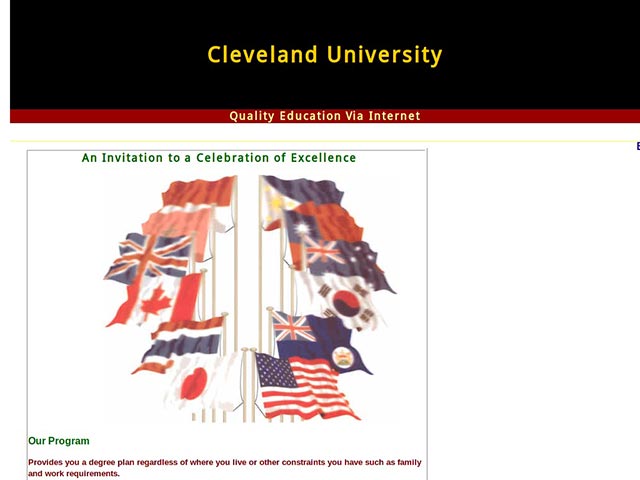 Cleveland University
Quality Education Via Internet
An Invitation to a Celebration of Excellence
Our Program
Provides you a degree plan regardless of where you live or other constraints you have such as family
and work requirements.